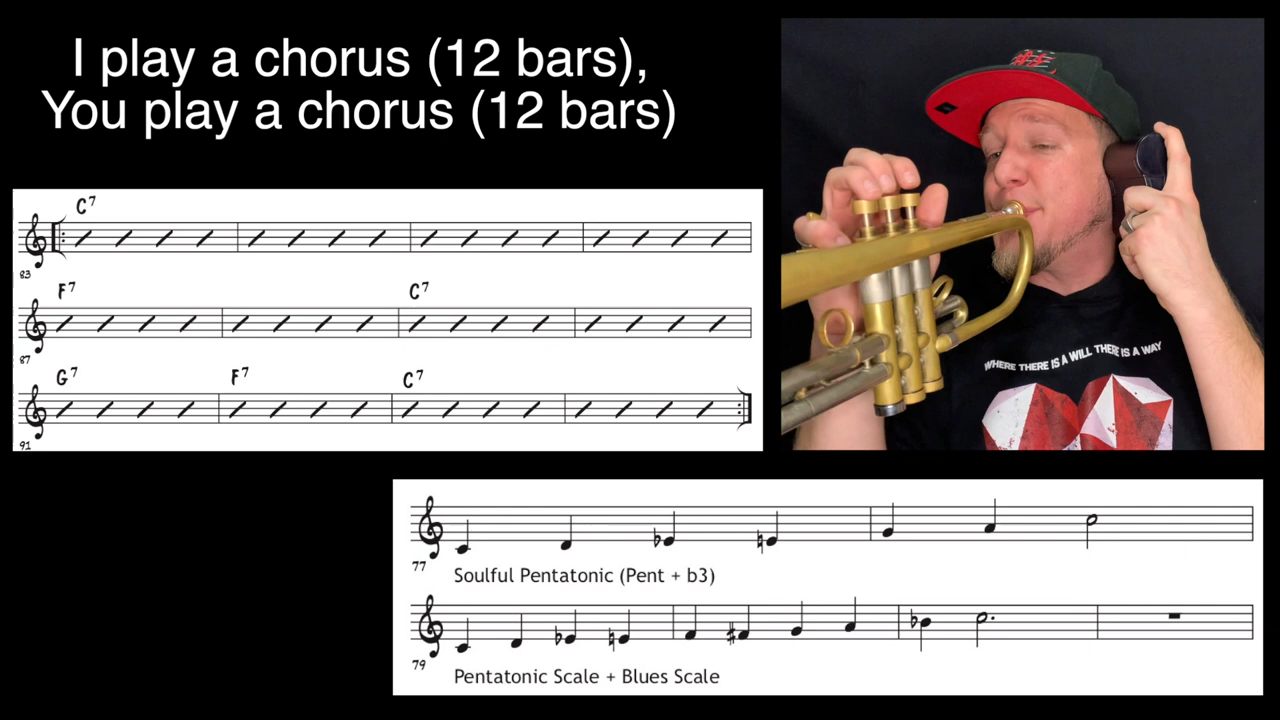 I play a chorus (12 bars),
You play a chorus (12 bars)
C7
83
F7 C7
87
G7 F7 C7
91
WHERE THERE IS A WILL THERE IS A WAY
77
Soulful Pentatonic (Pent + b3)
79
Pentatonic Scale + Blues Scale